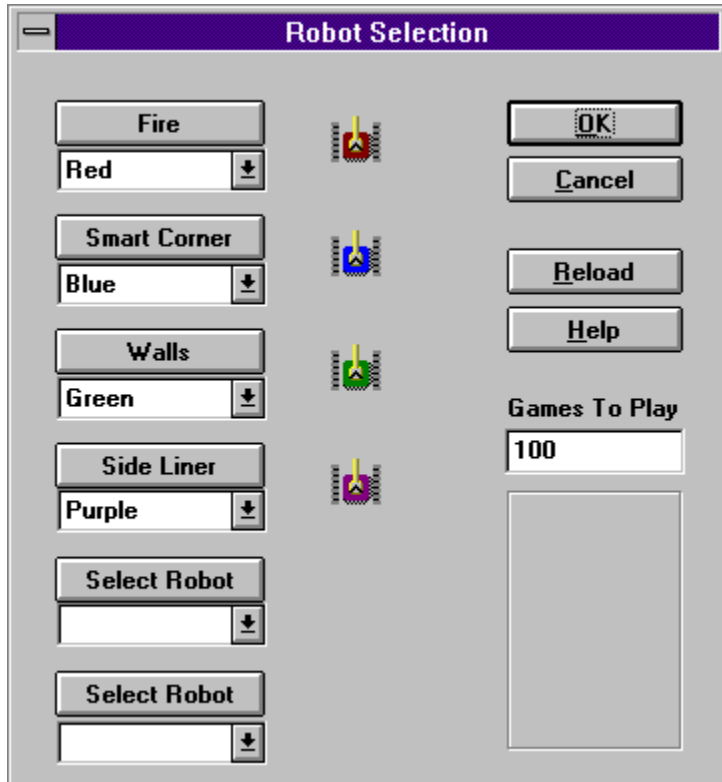 Robot Selection
Fire
Red
Smart Corner
Blue
Walls
Green
Side Liner
Purple
Select Robot
Select Robot
OK
Cancel
Reload
Help
Games To Play
100